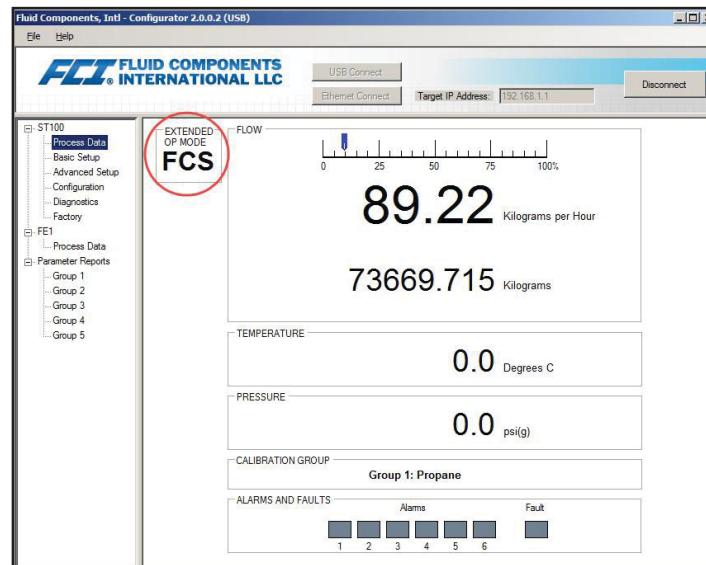 Fluid Components, Intl - Configurator 2.0.0.2 (USB)
File Help
FCI FLUID COMPONENTS
INTERNATIONAL LLC
USB Connect
Ethernet Connect
Target IP Address:
192.168.1.1
Disconnect
ST100
Process Data
Basic Setup
Advanced Setup
Configuration
Diagnostics
Factory
FE1
Process Data
Parameter Reports
Group 1
Group 2
Group 3
Group 4
Group 5
EXTENDED
OP MODE
FCS
FLOW
0 25 50 75 100%
89.22 Kilograms per Hour
73669.715 Kilograms
TEMPERATURE
0.0 Degrees C
PRESSURE
0.0 psi(g)
CALIBRATION GROUP
Group 1: Propane
ALARMS AND FAULTS
Alarms Fault
1 2 3 4 5 6